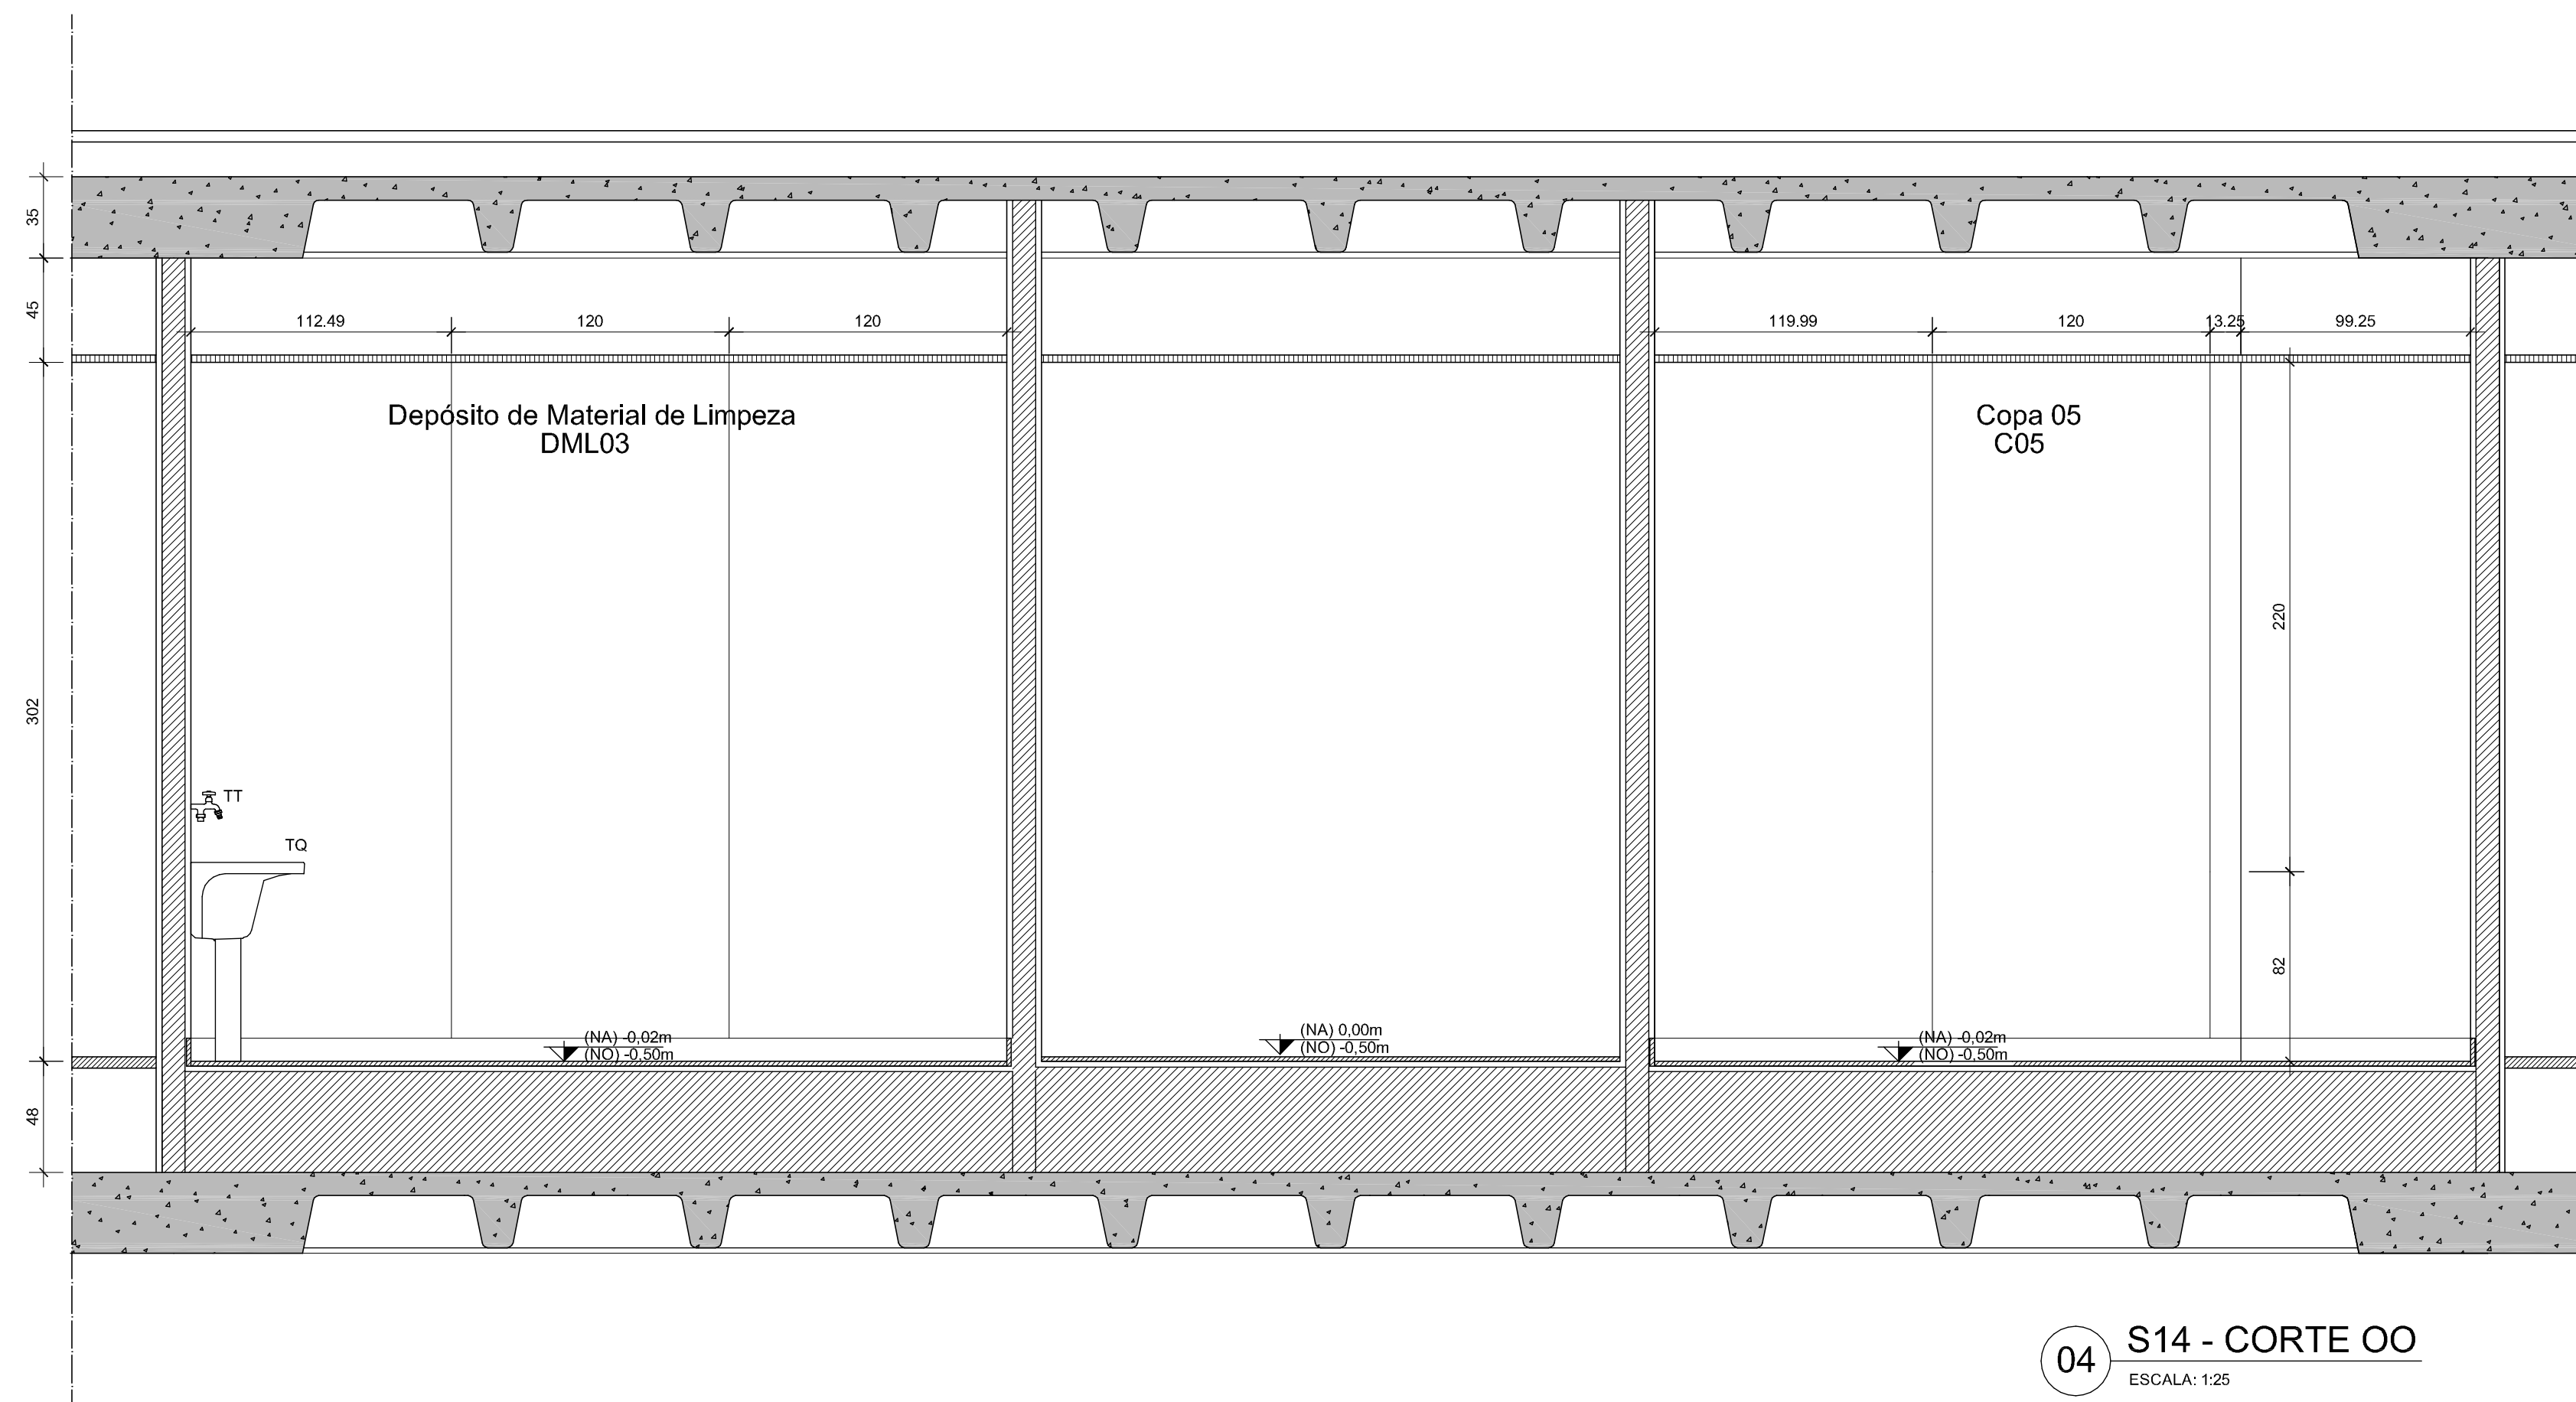 35
45
112.49
120
120
119.99
120
13.25
99.25
Depósito de Material de Limpeza
DML03
Copa 05
C05
220
302
TT
TQ
82
(NA) -0,02m
(NO) -0,50m
(NA) 0,00m
(NO) -0,50m
(NA) -0,02m
(NO) -0,50m
48
04
S14 - CORTE OO
ESCALA: 1:25